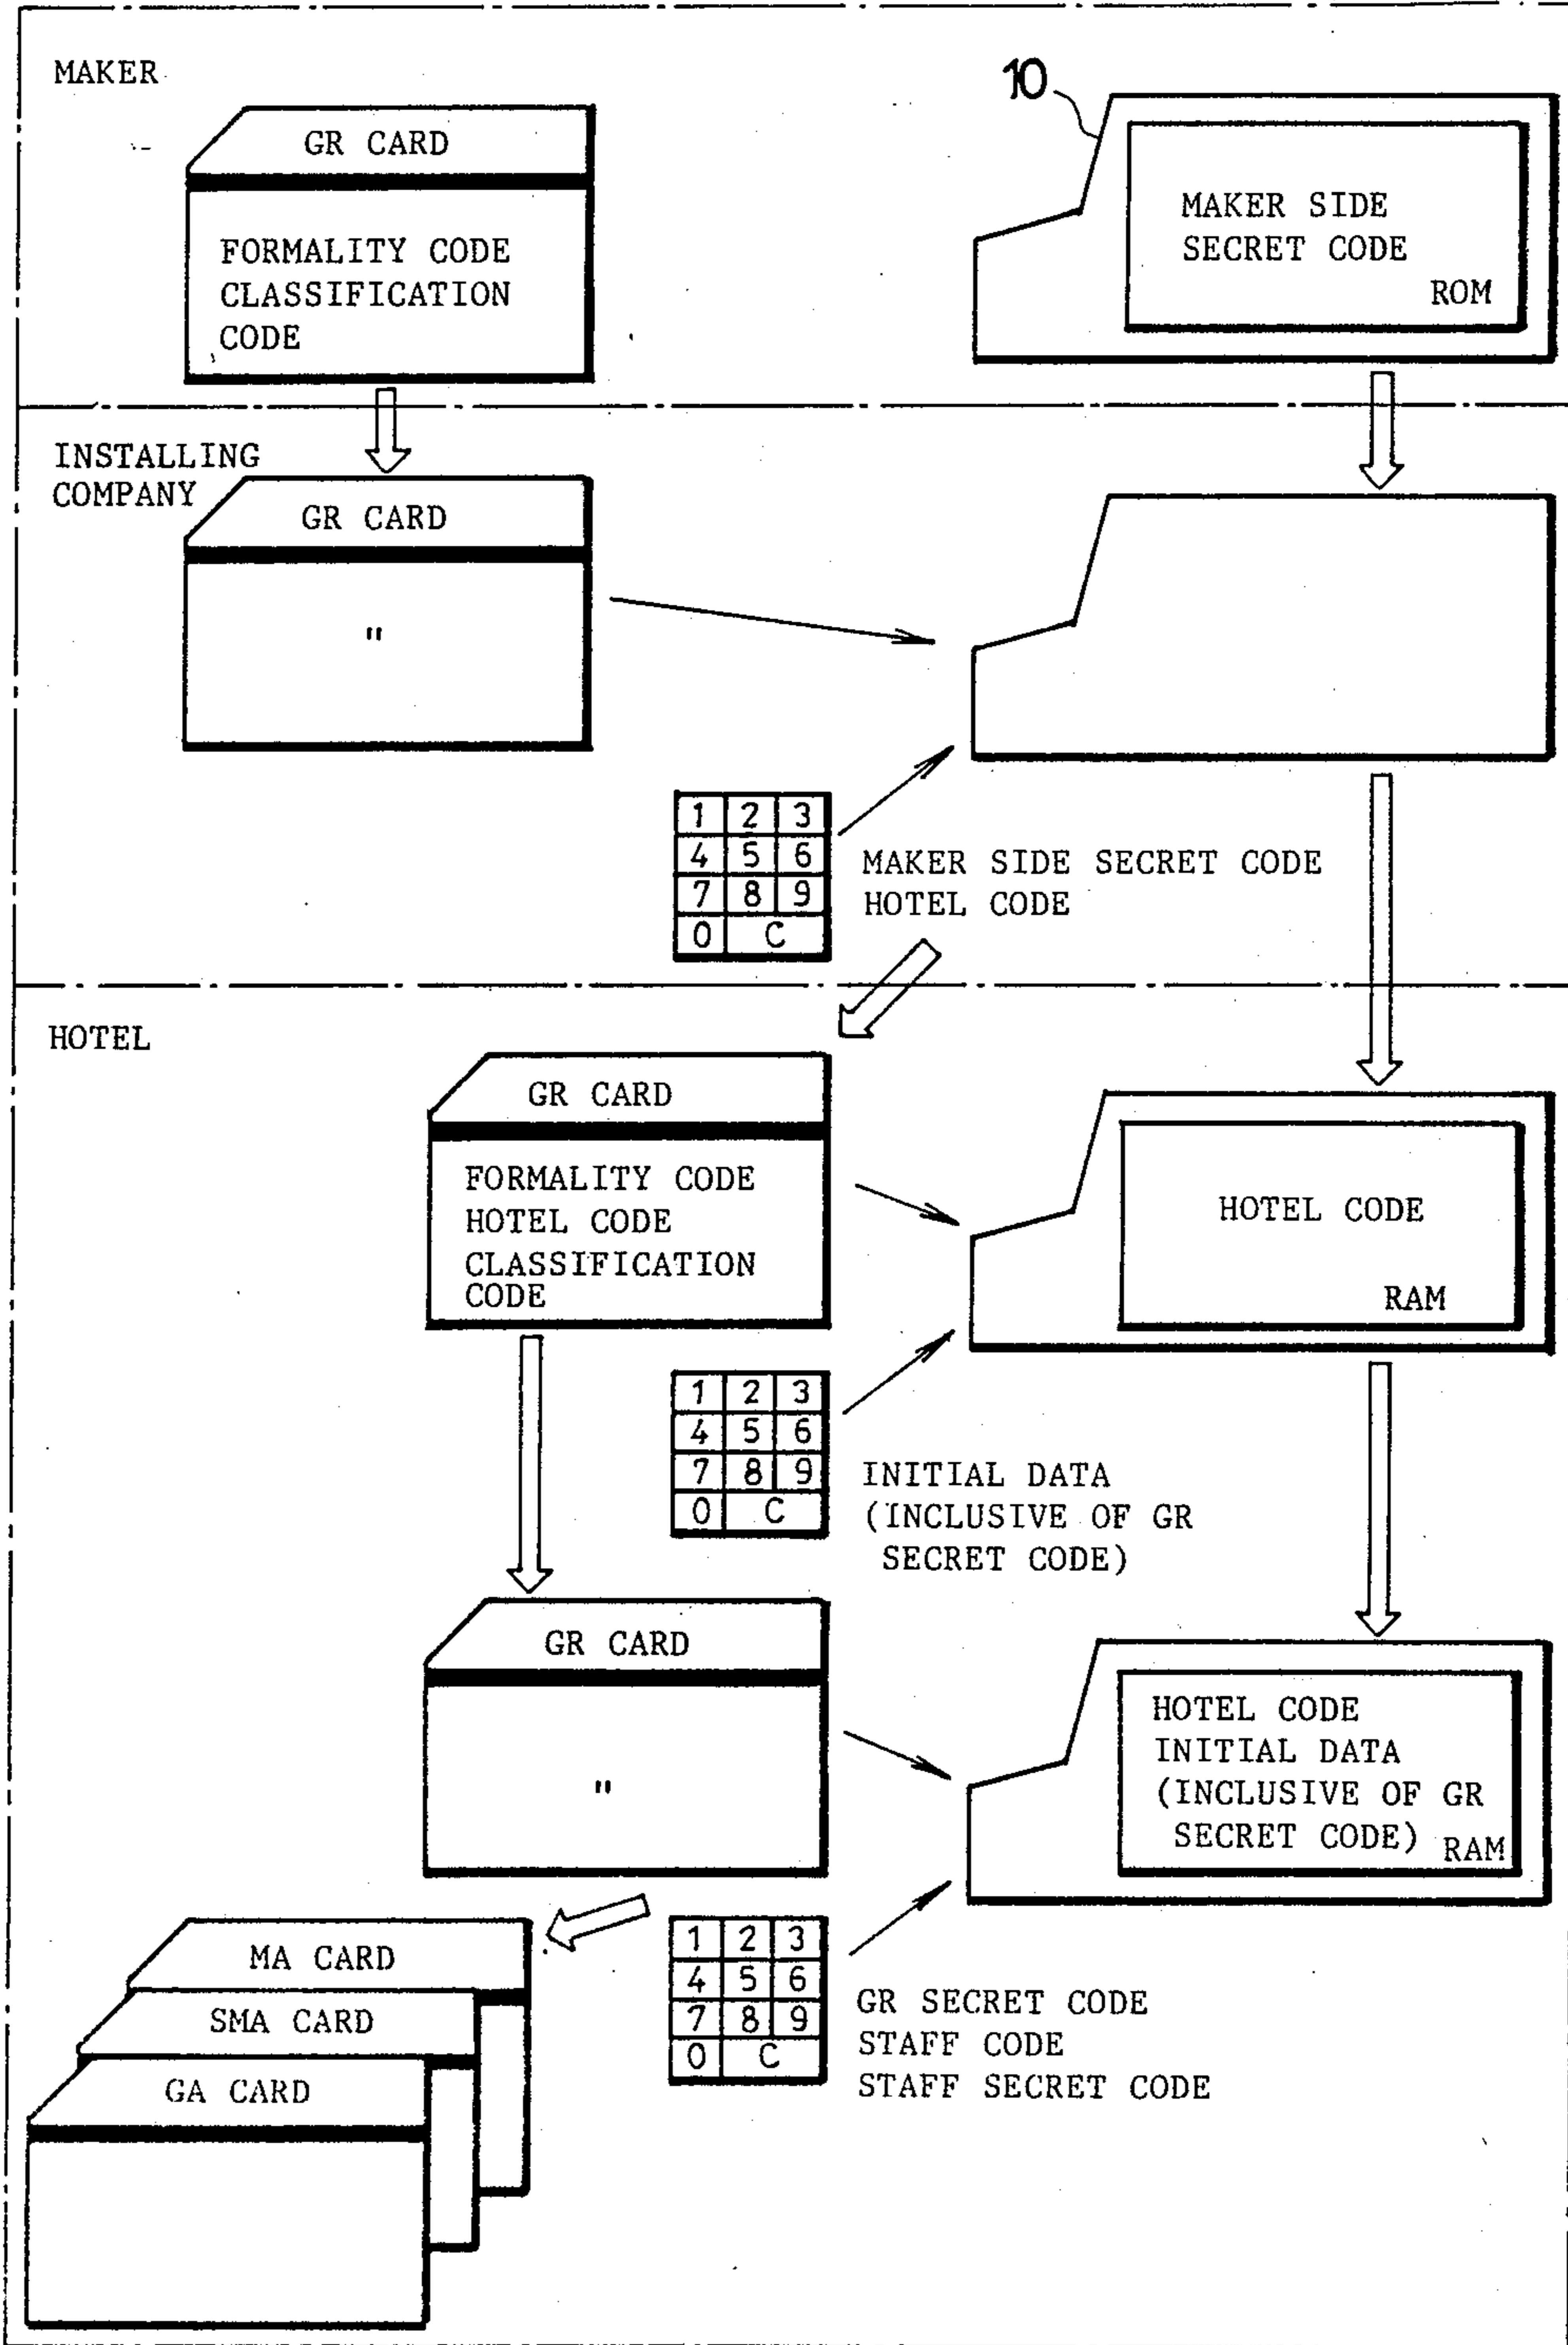 MAKER
10
GR CARD
FORMALITY CODE
CLASSIFICATION
CODE
MAKER SIDE
SECRET CODE
ROM
INSTALLING
COMPANY
GR CARD
"
1 2 3
4 5 6
7 8 9
0 C
MAKER SIDE SECRET CODE
HOTEL CODE
HOTEL
GR CARD
FORMALITY CODE
HOTEL CODE
CLASSIFICATION
CODE
HOTEL CODE
RAM
1 2 3
4 5 6
7 8 9
0 C
INITIAL DATA
(INCLUSIVE OF GR
SECRET CODE)
GR CARD
"
HOTEL CODE
INITIAL DATA
(INCLUSIVE OF GR
SECRET CODE)
RAM
1 2 3
4 5 6
7 8 9
0 C
GR SECRET CODE
STAFF CODE
STAFF SECRET CODE
MA CARD
SMA CARD
GA CARD